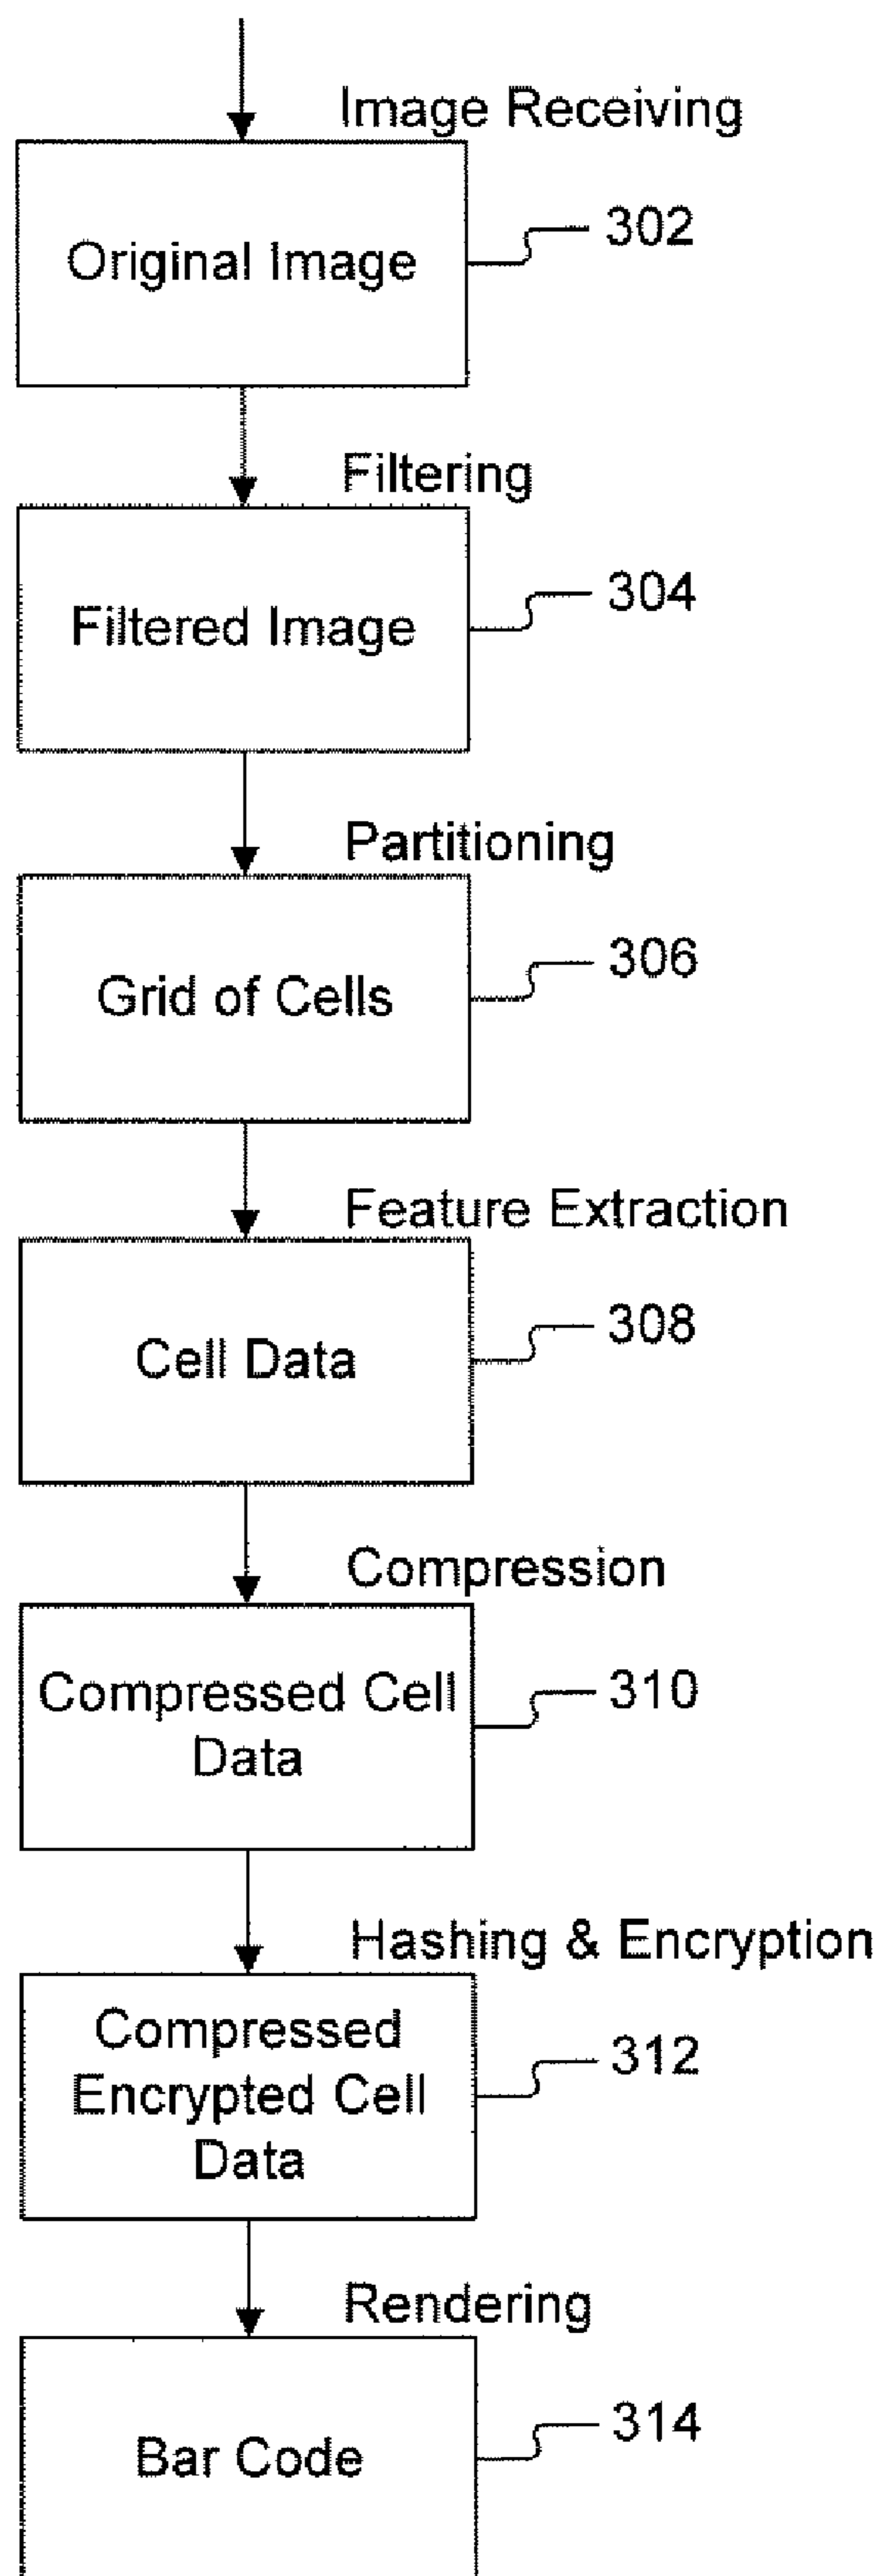 Image Receiving
Original Image
302
Filtering
Filtered Image
304
Partitioning
Grid of Cells
306
Feature Extraction
Cell Data
308
Compression
Compressed Cell
Data
310
Hashing & Encryption
Compressed
Encrypted Cell
Data
312
Rendering
Bar Code
314